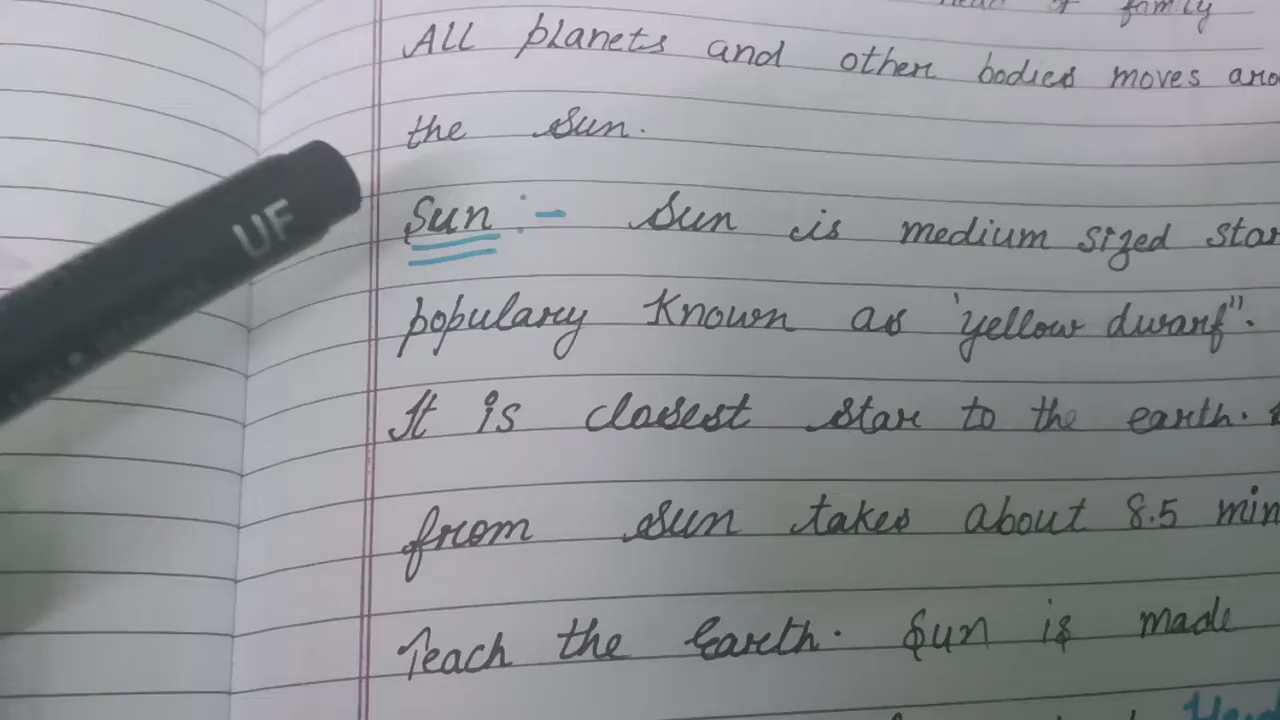 family
All planets and other bodies moves
the sun.
UF
Sun :- Sun is medium sized star
populary known as 'yellow dwarf".
It is closest star to the earth.
from sun takes about 8.5 min
reach the Earth. Sun is made